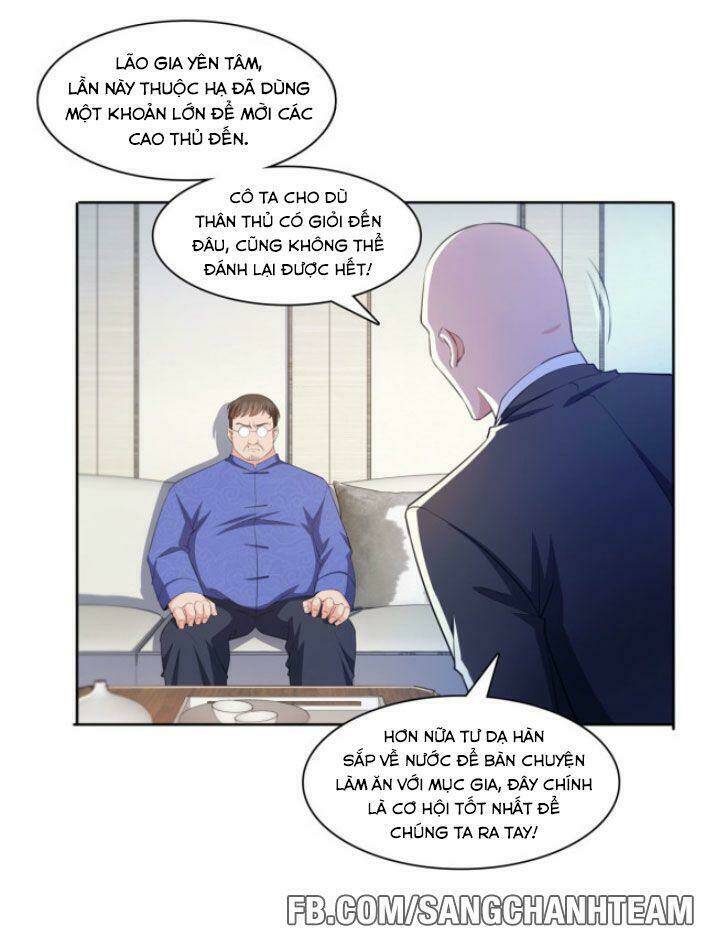 LÃO GIA YÊN TÂM,
LẦN NÀY THUỘC HẠ ĐÃ DÙNG
MỘT KHOẢN LỚN ĐỂ MỜI CÁC
CAO THỦ ĐẾN.
CÔ TA CHO DÙ
THÂN THỦ CÓ GIỎI ĐẾN
ĐÂU, CŨNG KHÔNG THỂ
ĐÁNH LẠI ĐƯỢC HẾT!
HƠN NỮA TƯ DẠ HÀN
SẮP VỀ NƯỚC ĐỂ BÀN CHUYỆN
LÀM ĂN VỚI MỤC GIA, ĐÂY CHÍNH
LÀ CƠ HỘI TỐT NHẤT ĐỂ
CHÚNG TA RA TAY!
FB.COM/SANGCHANHTEAM